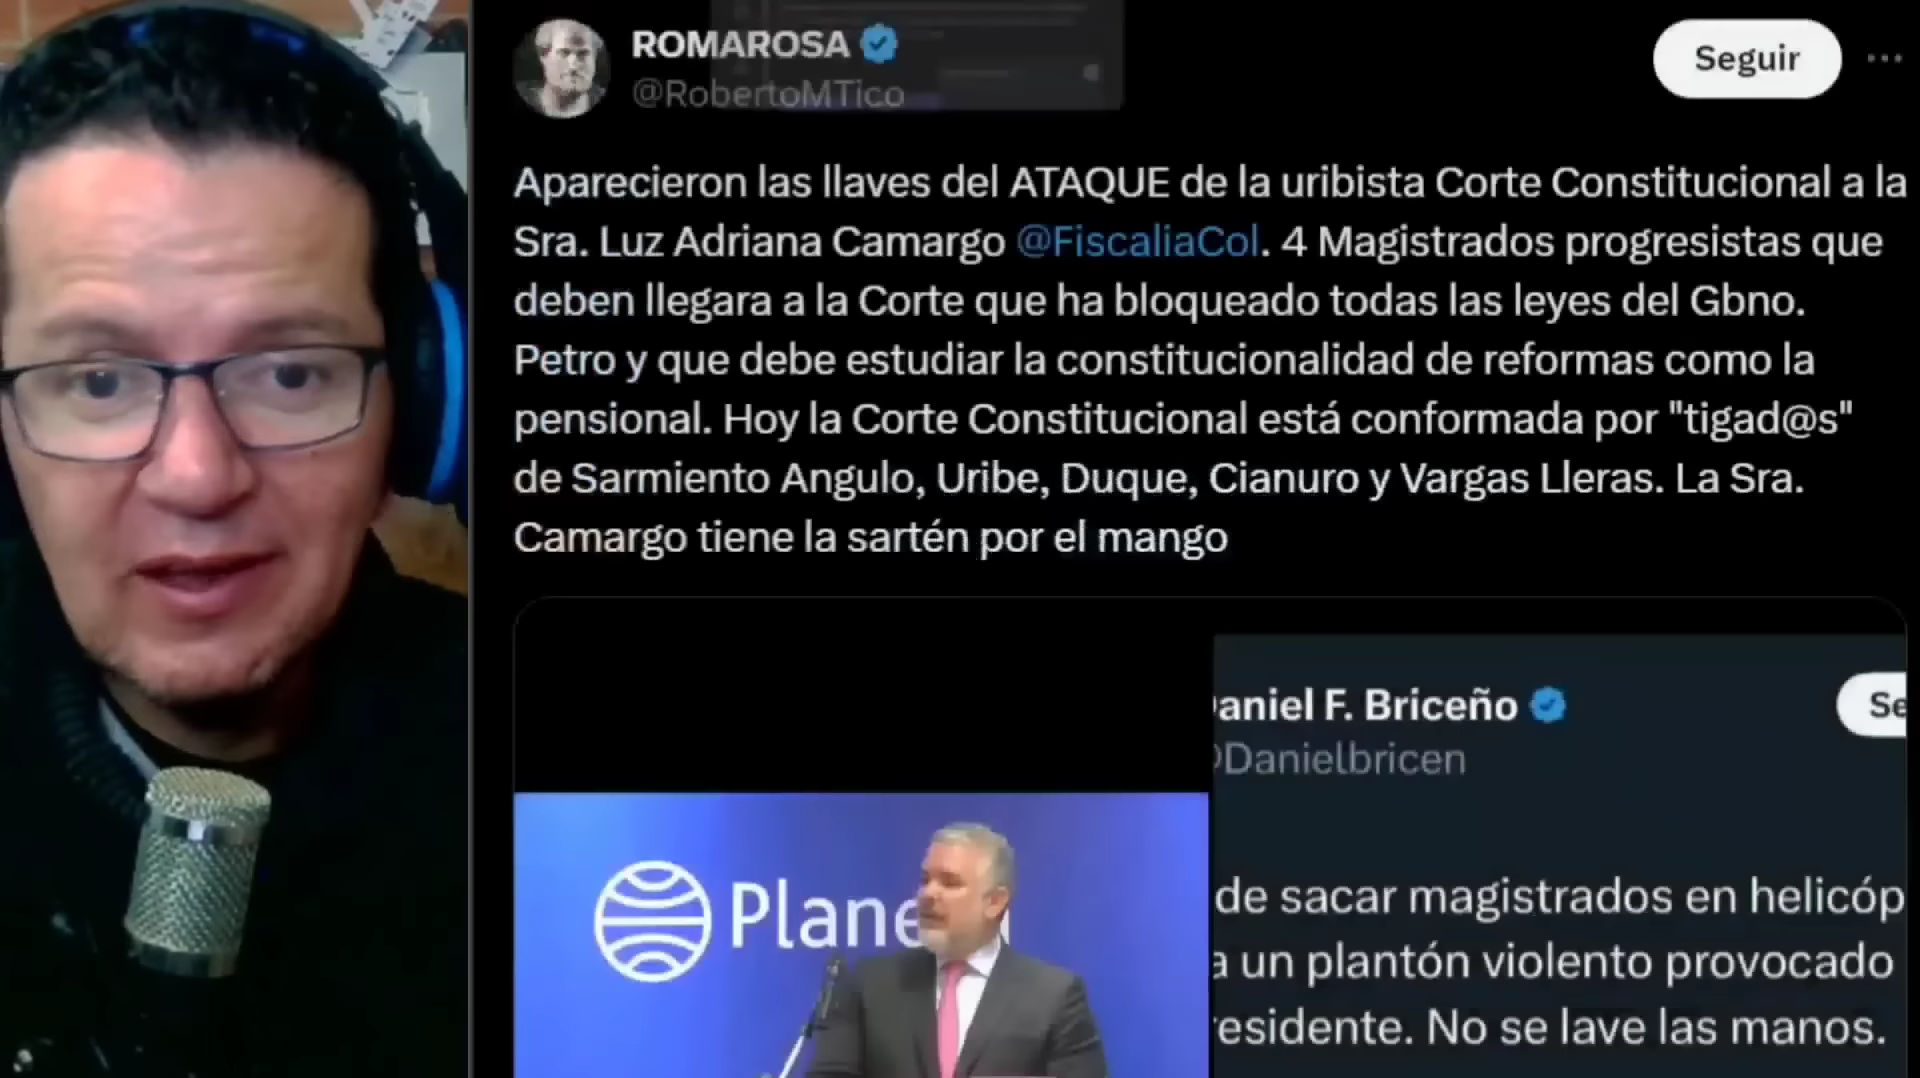 ROMAROSA
@RobertoMTico
Seguir
Aparecieron las llaves del ATAQUE de la uribista Corte Constitucional a la
Sra. Luz Adriana Camargo @FiscaliaCol. 4 Magistrados progresistas que
deben llegara a la Corte que ha bloqueado todas las leyes del Gbno.
Petro y que debe estudiar la constitucionalidad de reformas como la
pensional. Hoy la Corte Constitucional está conformada por "tigad@s"
de Sarmiento Angulo, Uribe, Duque, Cianuro y Vargas Lleras. La Sra.
Camargo tiene la sartén por el mango
aniel F. Briceño
Se
Danielbricen
Plane
de sacar magistrados en helicóp
a un plantón violento provocado
residente. No se lave las manos.